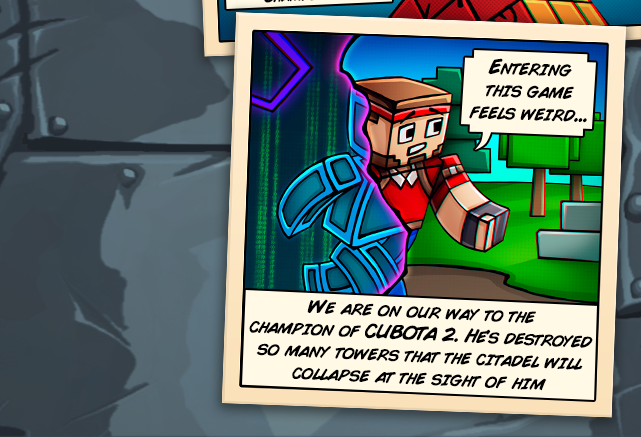 ENTERING
THIS GAME
FEELS WEIRD...
WE ARE ON OUR WAY TO THE
CHAMPION OF CUBOTA 2. HE'S DESTROYED
SO MANY TOWERS THAT THE CITADEL WILL
COLLAPSE AT THE SIGHT OF HIM